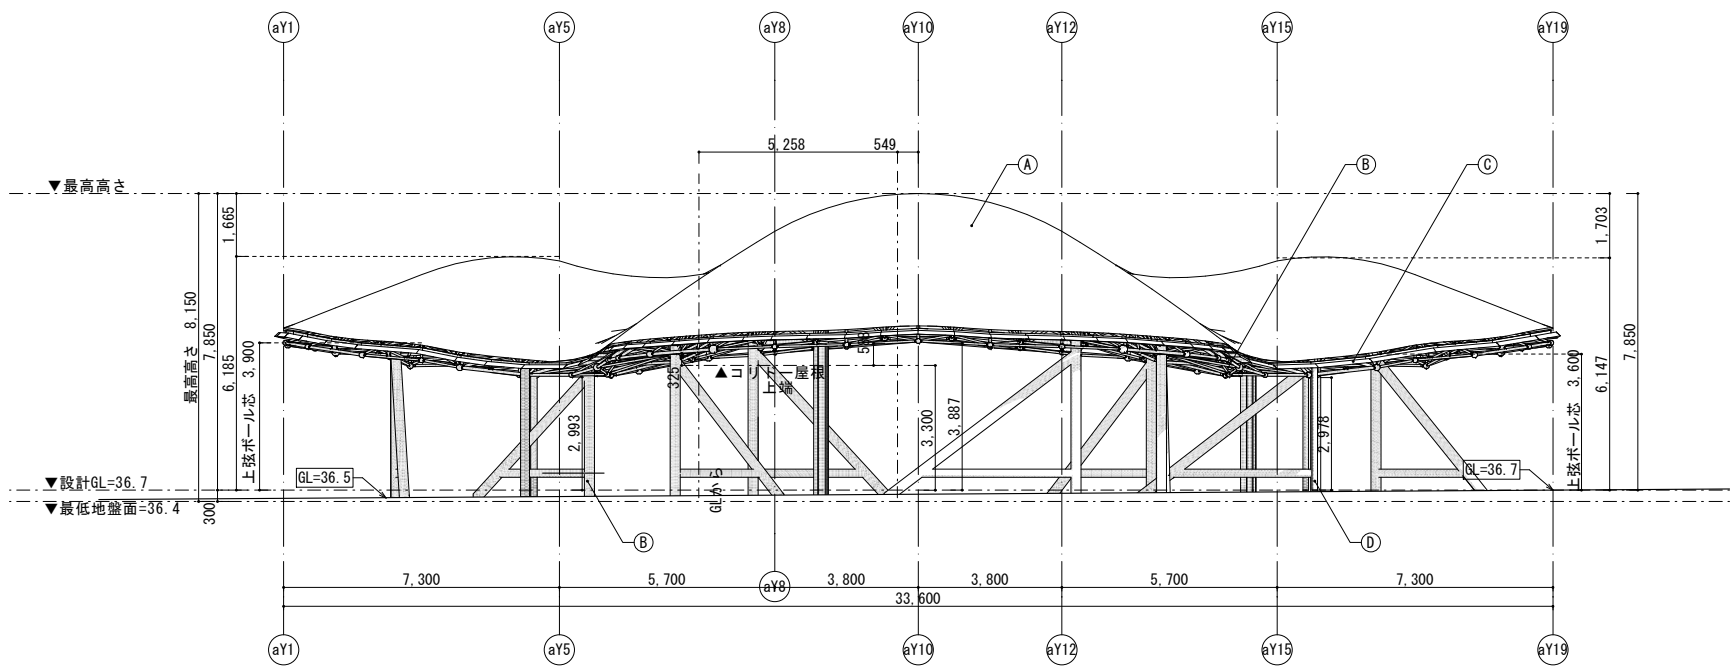 aY1
aY5
aY8
aY10
aY12
aY15
aY19
5,258
549
A
B
C
▼最高高さ
1,665
1,703
最高高さ 8,150
7,850
6,185
上弦ボール芯 3,900
325
▲コリドー屋根
上端
2,993
3,300
3,887
2,978
上弦ボール芯 3,600
6,147
7,850
GLから
▼設計GL=36.7
GL=36.5
GL=36.7
▼最低地盤面=36.4
300
B
D
7,300
5,700
3,800
3,800
5,700
7,300
aY8
33,600
aY1
aY5
aY10
aY12
aY15
aY19